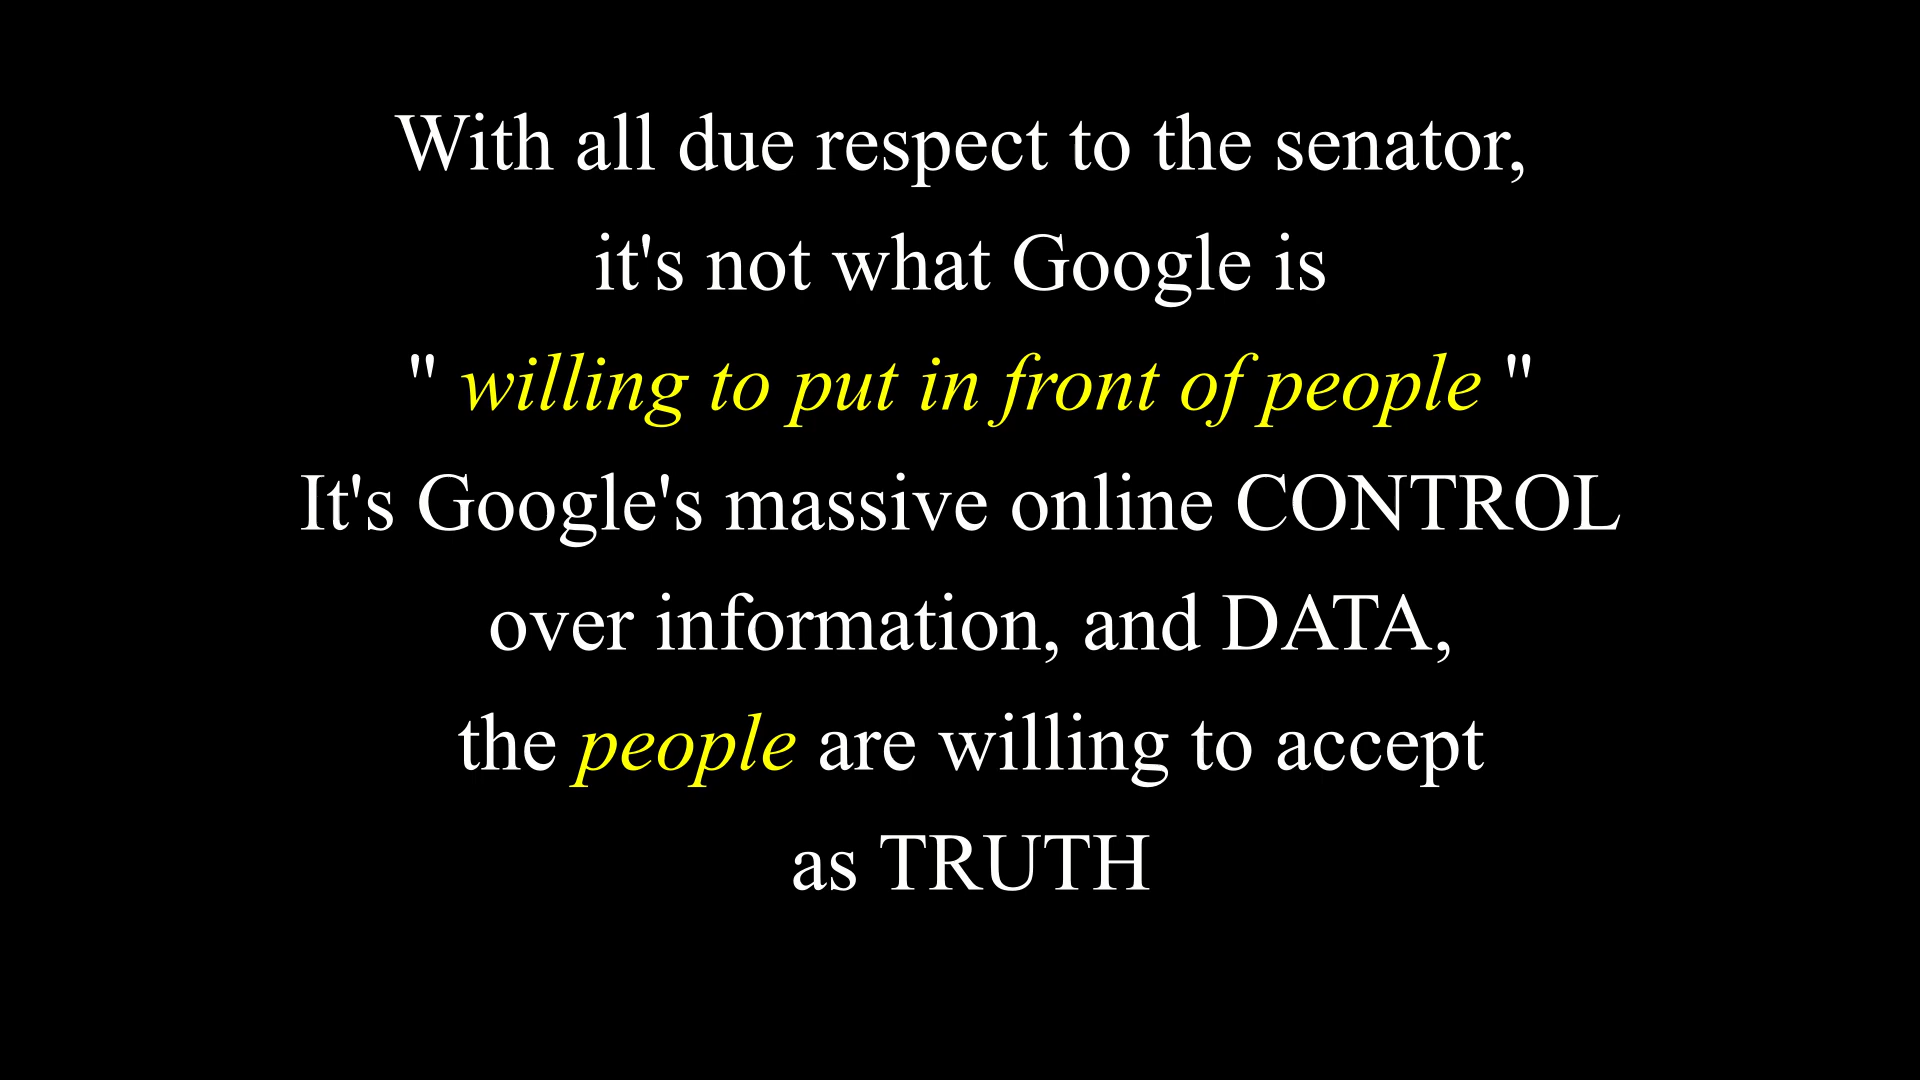 With all due respect to the senator,
it's not what Google is
" willing to put in front of people "
It's Google's massive online CONTROL
over information, and DATA,
the people are willing to accept
as TRUTH